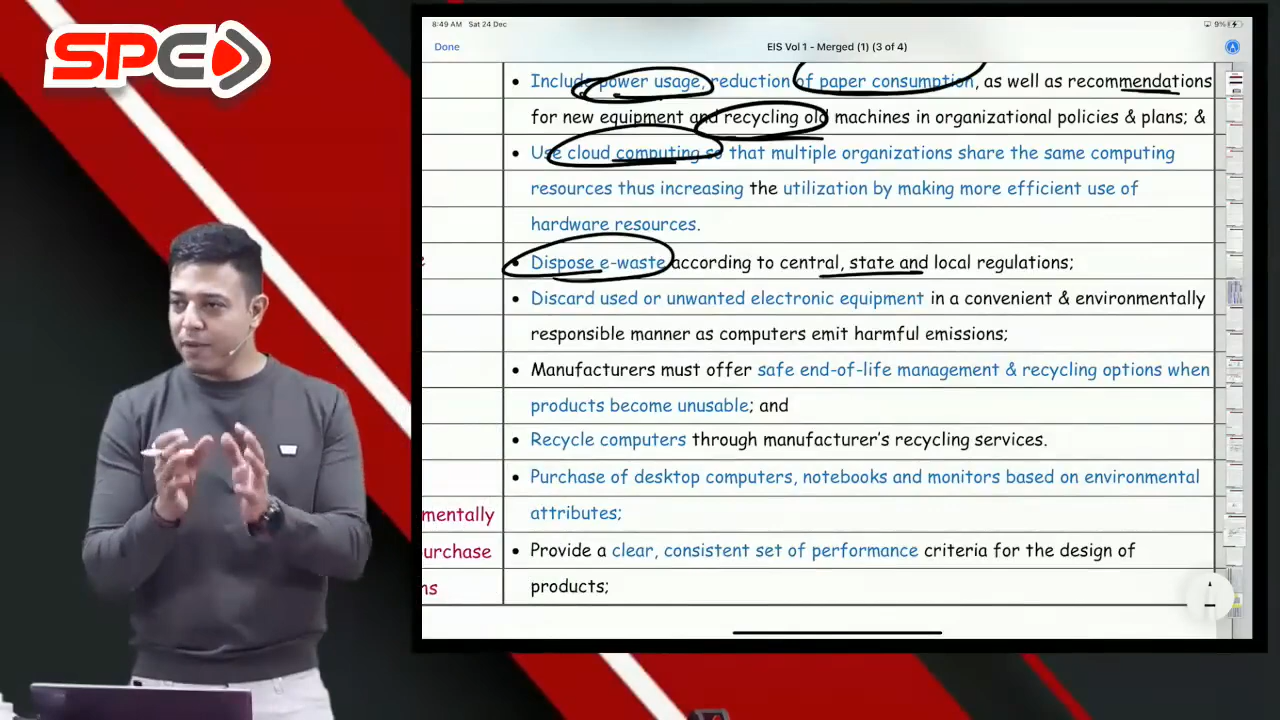 SPC
8:49 AM Sat 24 Dec
9%
Done
EIS Vol 1 - Merged (1) (3 of 4)
• Include power usage, reduction of paper consumption, as well as recommendations
for new equipment and recycling old machines in organizational policies & plans; &
• Use cloud computing so that multiple organizations share the same computing
resources thus increasing the utilization by making more efficient use of
hardware resources.
• Dispose e-waste according to central, state and local regulations;
• Discard used or unwanted electronic equipment in a convenient & environmentally
responsible manner as computers emit harmful emissions;
• Manufacturers must offer safe end-of-life management & recycling options when
products become unusable; and
• Recycle computers through manufacturer's recycling services.
• Purchase of desktop computers, notebooks and monitors based on environmental
mentally
attributes;
urchase
• Provide a clear, consistent set of performance criteria for the design of
ns
products;